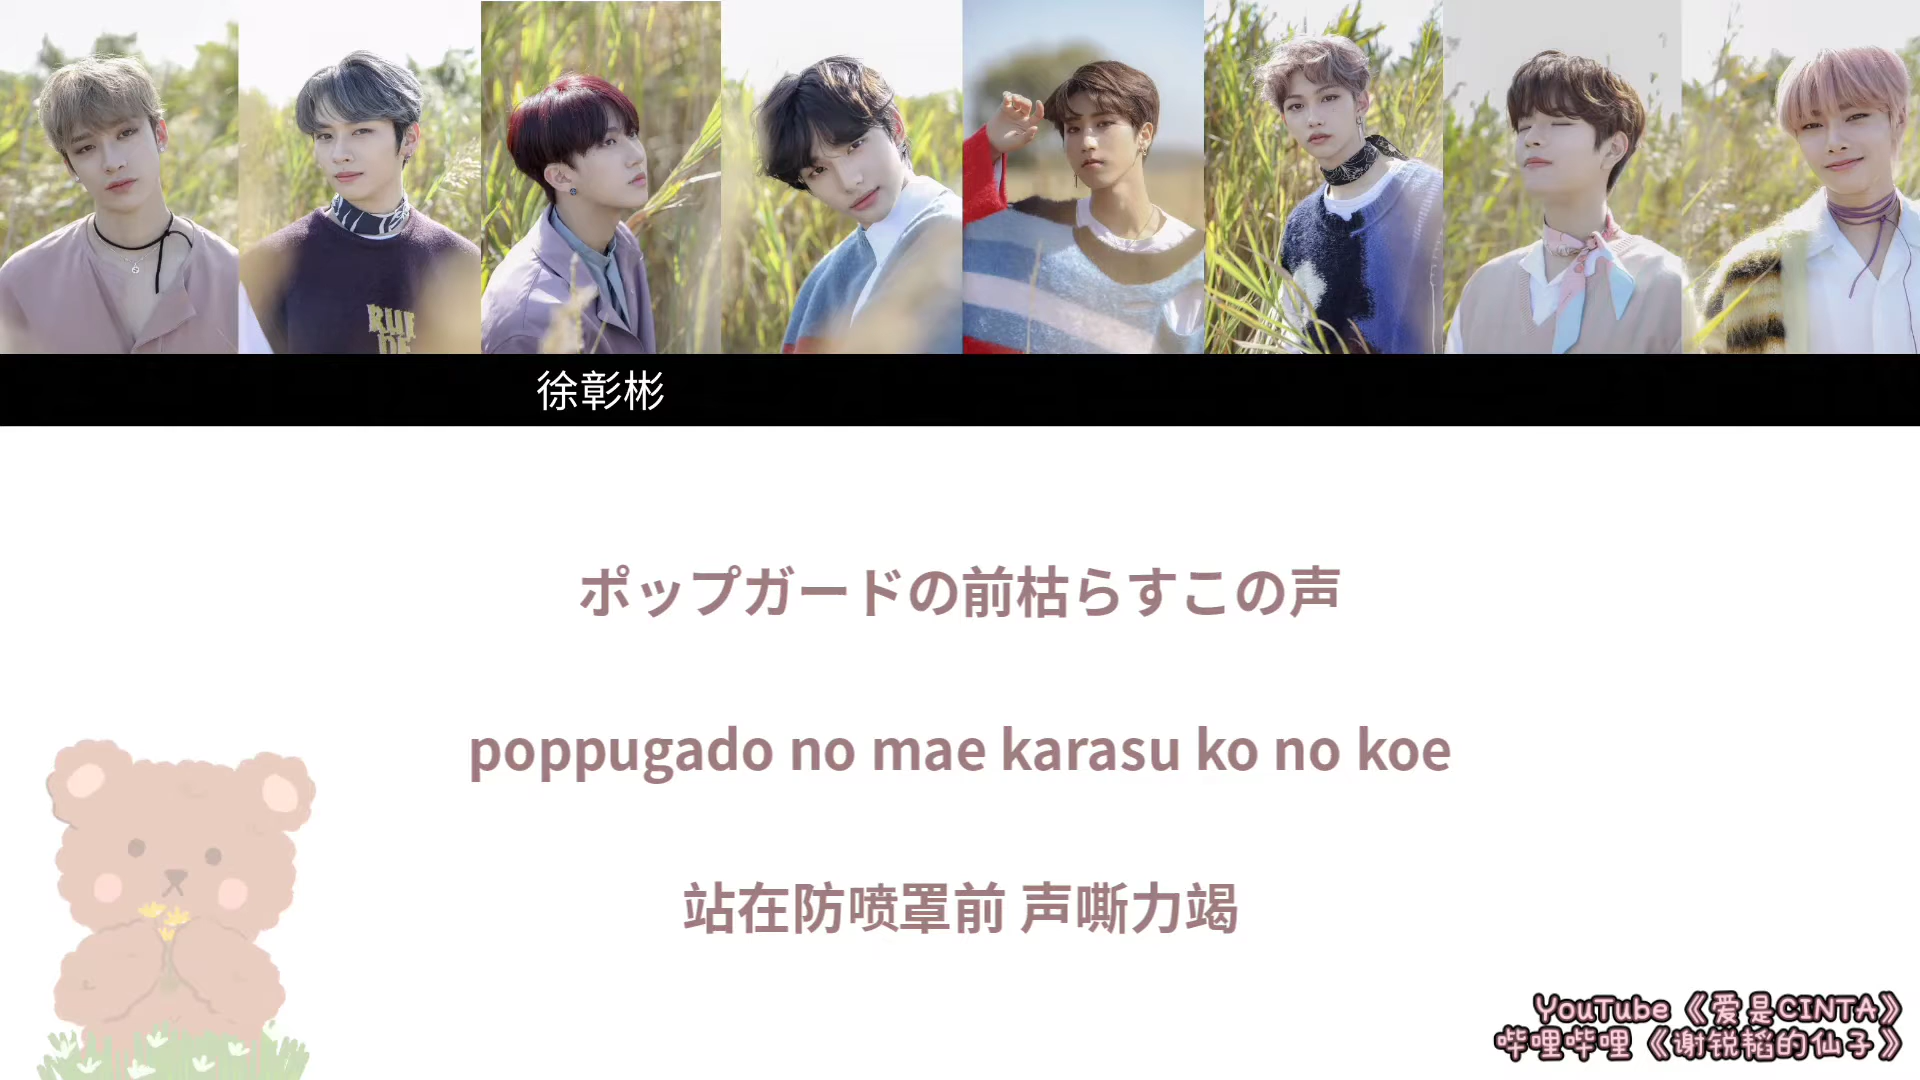 RUDE
徐彰彬
ポップガードの前枯らすこの声
poppugado no mae karasu ko no koe
站在防喷罩前 声嘶力竭
YouTube《爱是CINTA》
哔哩哔哩《谢锐韬的仙子》